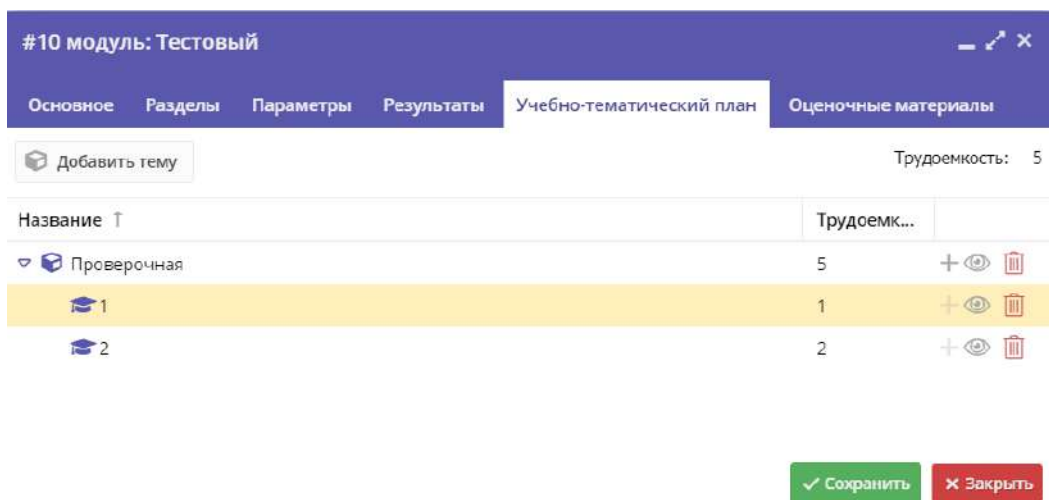 #10 модуль: Тестовый
Основное Разделы Параметры Результаты Учебно-тематический план Оценочные материалы
Добавить тему Трудоемкость: 5
Название ↑ Трудоемк...
Проверочная 5
1 1
2 2
Сохранить Закрыть